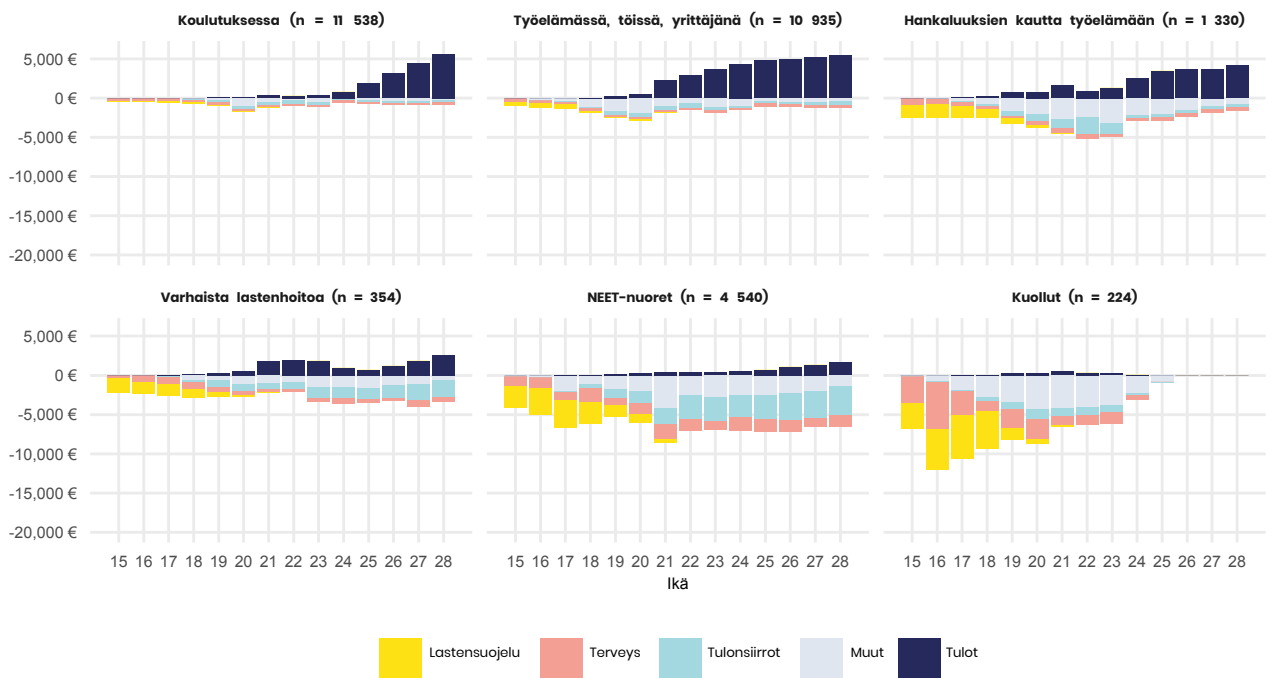 Koulutuksessa (n = 11 538)
Työelämässä, töissä, yrittäjänä (n = 10 935)
Hankaluuksien kautta työelämään (n = 1 330)
5,000 €
0 €
-5,000 €
-10,000 €
-15,000 €
-20,000 €
Varhaista lastenhoitoa (n = 354)
NEET-nuoret (n = 4 540)
Kuollut (n = 224)
5,000 €
0 €
-5,000 €
-10,000 €
-15,000 €
-20,000 €
15 16 17 18 19 20 21 22 23 24 25 26 27 28
15 16 17 18 19 20 21 22 23 24 25 26 27 28
15 16 17 18 19 20 21 22 23 24 25 26 27 28
Ikä
Lastensuojelu
Terveys
Tulonsiirrot
Muut
Tulot